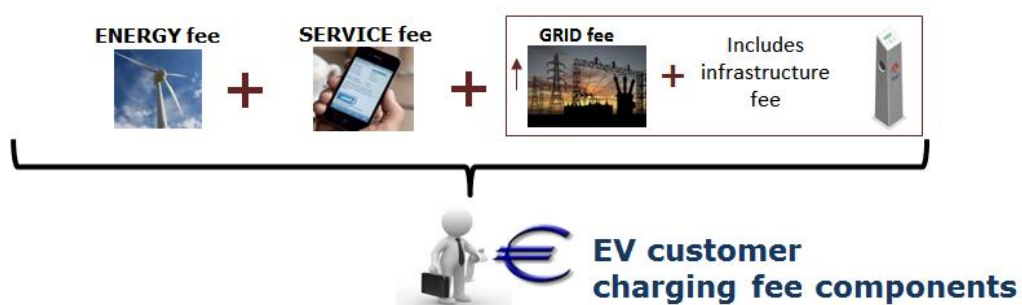 ENERGY fee
SERVICE fee
GRID fee
Includes
infrastructure
fee
EV customer
charging fee components